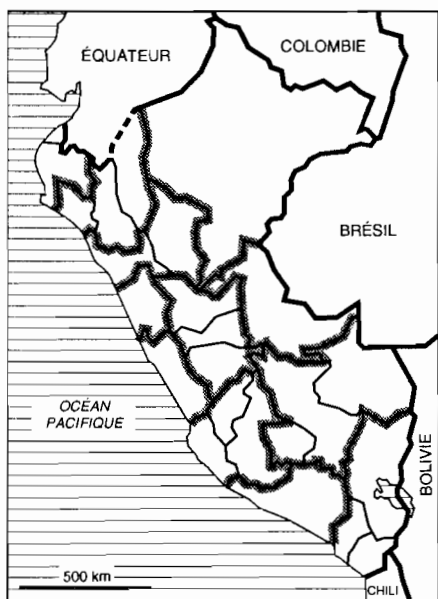 COLOMBIE
ÉQUATEUR
BRÉSIL
OCÉAN
PACIFIQUE
BOLIVIE
500 km
CHILI